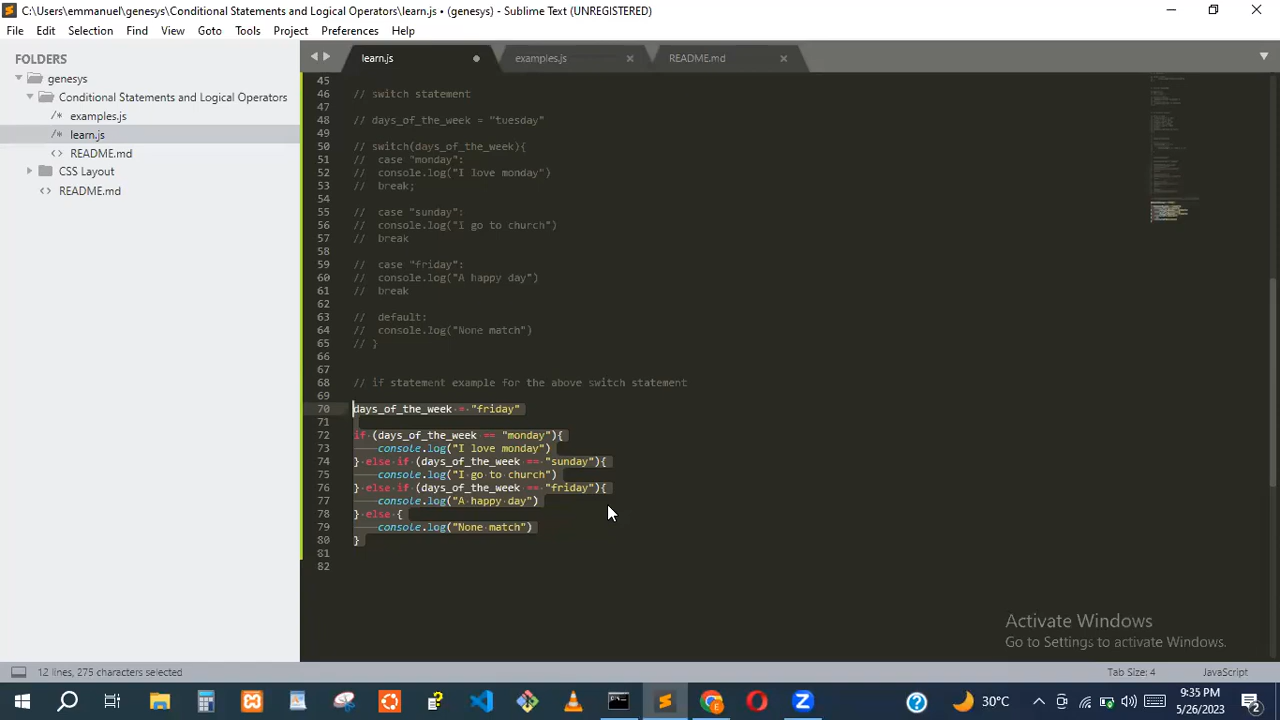 C:\Users\emmanuel\genesys\Conditional Statements and Logical Operators\learn.js • (genesys) - Sublime Text (UNREGISTERED)
File Edit Selection Find View Goto Tools Project Preferences Help
FOLDERS
genesys
Conditional Statements and Logical Operators
/* examples.js
/* learn.js
<> README.md
CSS Layout
<> README.md
learn.js examples.js README.md
45
46 // switch statement
47
48 // days_of_the_week = "tuesday"
49
50 // switch(days_of_the_week){
51 // case "monday":
52 // console.log("I love monday")
53 // break;
54
55 // case "sunday":
56 // console.log("I go to church")
57 // break
58
59 // case "friday":
60 // console.log("A happy day")
61 // break
62
63 // default:
64 // console.log("None match")
65 // }
66
67
68 // if statement example for the above switch statement
69
70 days_of_the_week = "friday"
71
72 if (days_of_the_week == "monday"){
73 console.log("I love monday")
74 } else if (days_of_the_week == "sunday"){
75 console.log("I go to church")
76 } else if (days_of_the_week == "friday"){
77 console.log("A happy day")
78 } else {
79 console.log("None match")
80 }
81
82
Activate Windows
Go to Settings to activate Windows.
12 lines, 275 characters selected Tab Size: 4 JavaScript
30°C 9:35 PM
5/26/2023 2